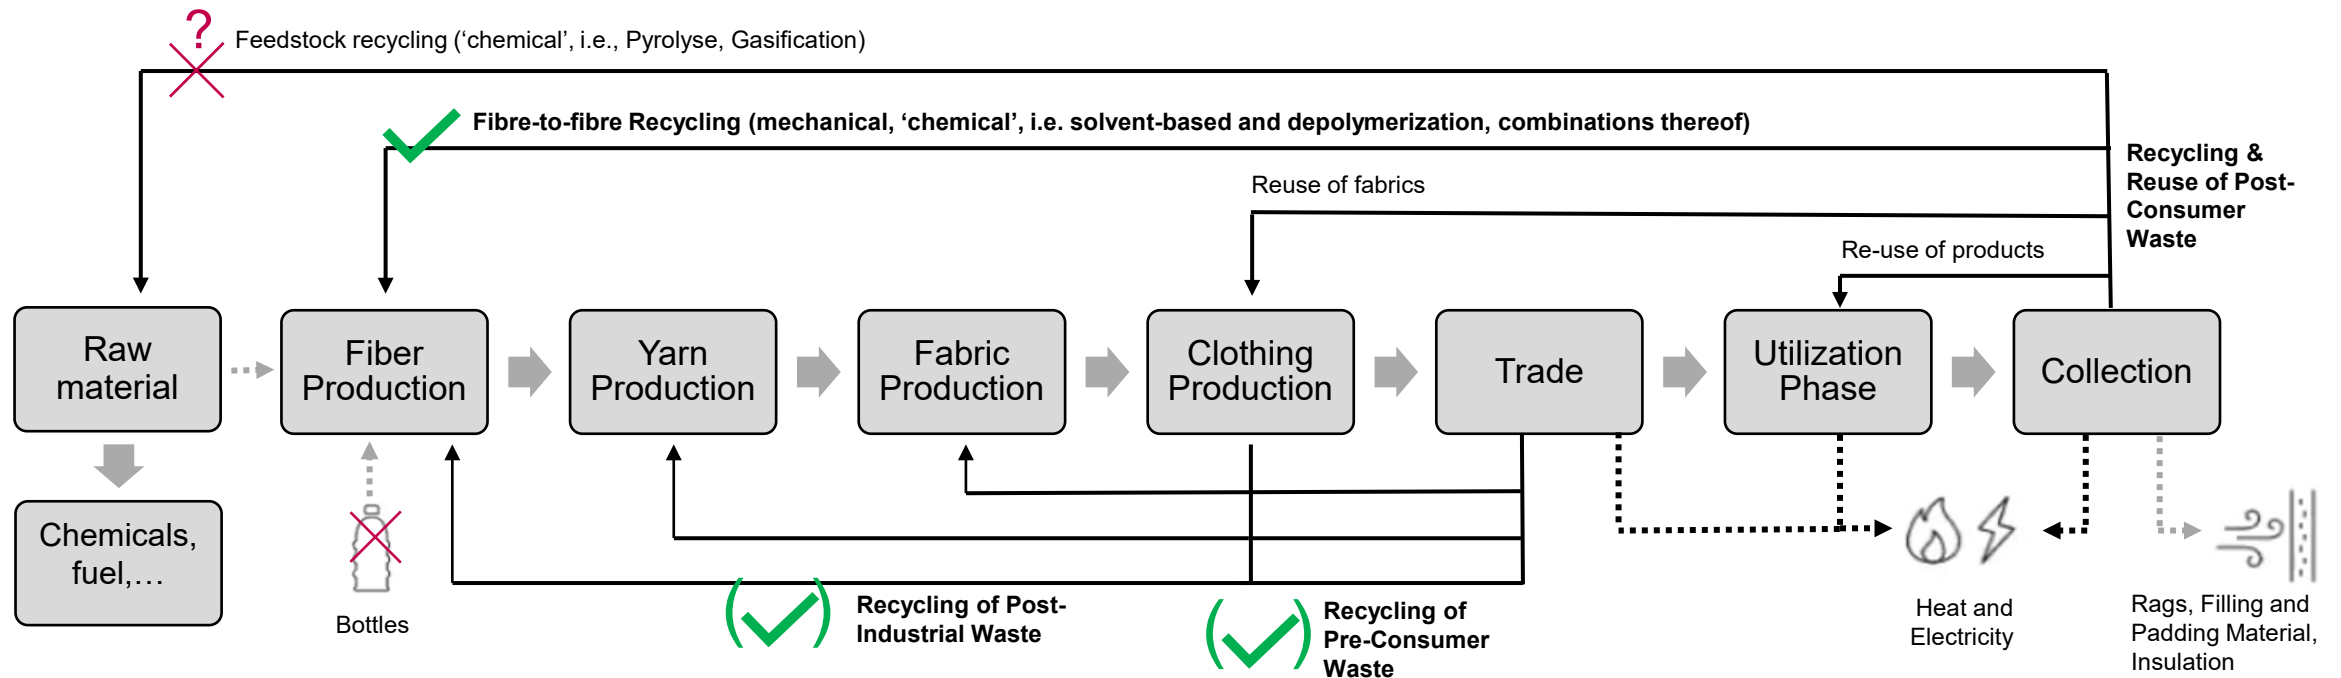 ?
Feedstock recycling (‘chemical’, i.e., Pyrolyse, Gasification)
Fibre-to-fibre Recycling (mechanical, ‘chemical’, i.e. solvent-based and depolymerization, combinations thereof)
Recycling &
Reuse of Post-
Consumer
Waste
Reuse of fabrics
Re-use of products
Raw
material
Fiber
Production
Yarn
Production
Fabric
Production
Clothing
Production
Trade
Utilization
Phase
Collection
Chemicals,
fuel,…
Bottles
Recycling of Post-
Industrial Waste
Recycling of
Pre-Consumer
Waste
Heat and
Electricity
Rags, Filling and
Padding Material,
Insulation